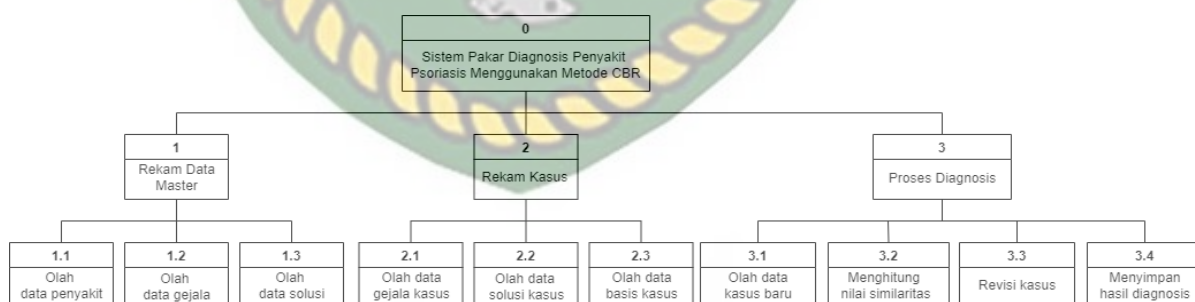 0
Sistem Pakar Diagnosis Penyakit
Psoriasis Menggunakan Metode CBR
1
Rekam Data
Master
2
Rekam Kasus
3
Proses Diagnosis
1.1
Olah
data penyakit
1.2
Olah
data gejala
1.3
Olah
data solusi
2.1
Olah data
gejala kasus
2.2
Olah data
solusi kasus
2.3
Olah data
basis kasus
3.1
Olah data
kasus baru
3.2
Menghitung
nilai similaritas
3.3
Revisi kasus
3.4
Menyimpan
hasil diagnosis